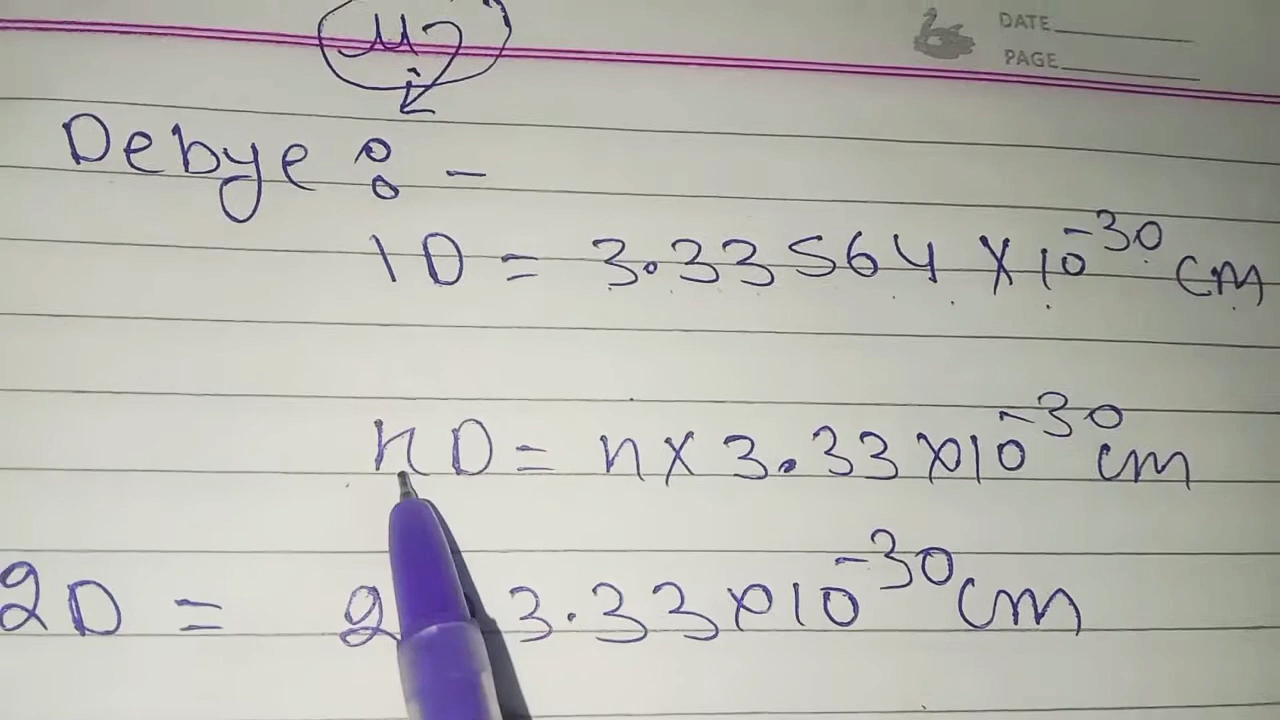 μ
DATE
PAGE
Debye :-
1D = 3.33564 × 10⁻³⁰ cm
nD = n × 3.33 × 10⁻³⁰ cm
2D = 2 3.33 × 10⁻³⁰ cm